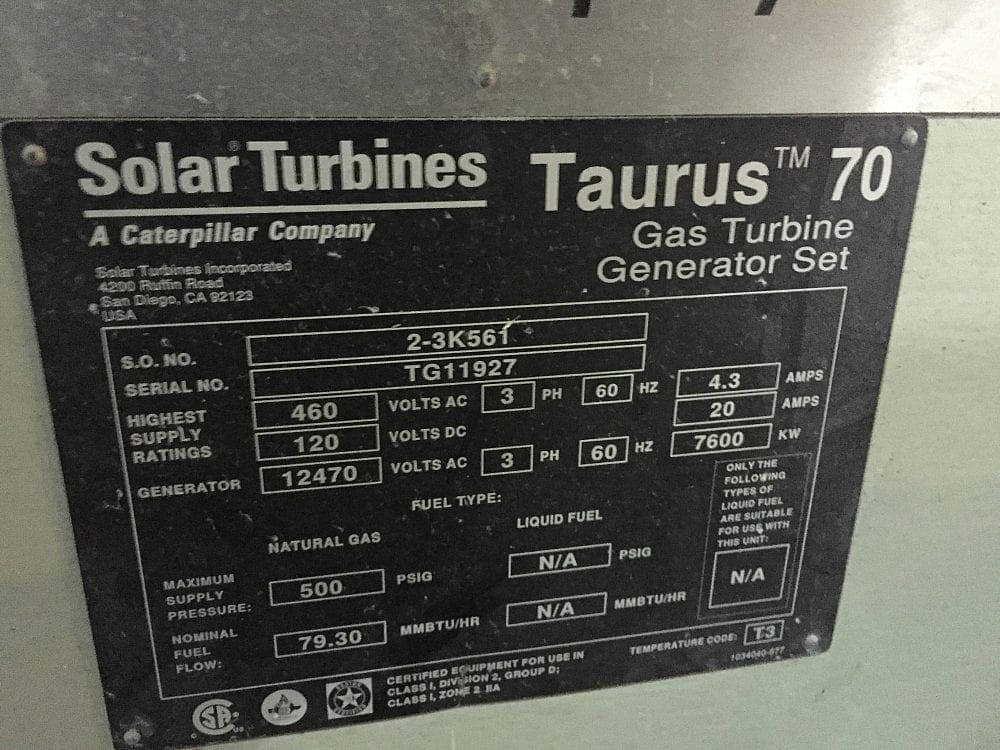 Solar® Turbines
A Caterpillar Company
Taurus™ 70
Gas Turbine
Generator Set
Solar Turbines Incorporated
4200 Ruffin Road
San Diego, CA 92123
USA
S.O. NO. 2-3K561
SERIAL NO. TG11927
HIGHEST SUPPLY RATINGS
460 VOLTS AC 3 PH 60 HZ 4.3 AMPS
120 VOLTS DC 20 AMPS
GENERATOR 12470 VOLTS AC 3 PH 60 HZ 7600 KW
FUEL TYPE:
NATURAL GAS LIQUID FUEL
MAXIMUM
SUPPLY
PRESSURE:
500 PSIG N/A PSIG
NOMINAL
FUEL
FLOW:
79.30 MMBTU/HR N/A MMBTU/HR
ONLY THE
FOLLOWING
TYPES OF
LIQUID FUEL
ARE SUITABLE
FOR USE WITH
THIS UNIT:
N/A
TEMPERATURE CODE: T3
1034040-677
CERTIFIED EQUIPMENT FOR USE IN
CLASS I, DIVISION 2, GROUP D;
CLASS I, ZONE 2 IIA